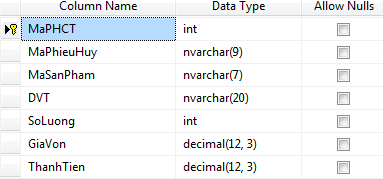 Column Name Data Type Allow Nulls
MaPHCT int
MaPhieuHuy nvarchar(9)
MaSanPham nvarchar(7)
DVT nvarchar(20)
SoLuong int
GiaVon decimal(12, 3)
ThanhTien decimal(12, 3)